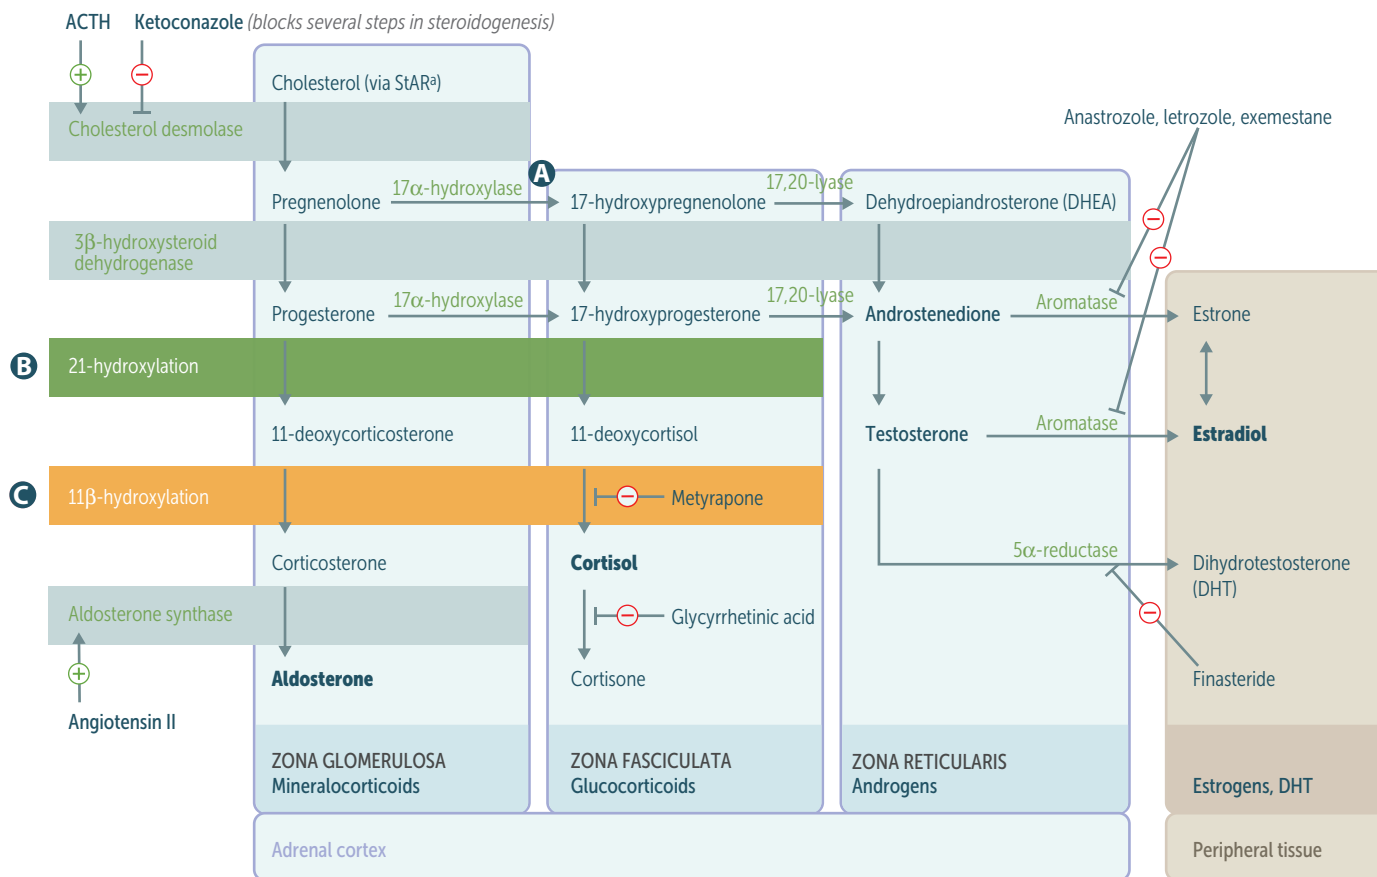 ACTH
Ketoconazole (blocks several steps in steroidogenesis)
Cholesterol (via StARª)
Cholesterol desmolase
Anastrozole, letrozole, exemestane
A
Pregnenolone
17α-hydroxylase
17-hydroxypregnenolone
17,20-lyase
Dehydroepiandrosterone (DHEA)
3β-hydroxysteroid
dehydrogenase
Progesterone
17α-hydroxylase
17-hydroxyprogesterone
17,20-lyase
Androstenedione
Aromatase
Estrone
B
21-hydroxylation
11-deoxycorticosterone
11-deoxycortisol
Testosterone
Aromatase
Estradiol
C
11β-hydroxylation
Metyrapone
Corticosterone
Cortisol
5α-reductase
Dihydrotestosterone
(DHT)
Aldosterone synthase
Glycyrrhetinic acid
Aldosterone
Cortisone
Finasteride
Angiotensin II
ZONA GLOMERULOSA
Mineralocorticoids
ZONA FASCICULATA
Glucocorticoids
ZONA RETICULARIS
Androgens
Estrogens, DHT
Adrenal cortex
Peripheral tissue